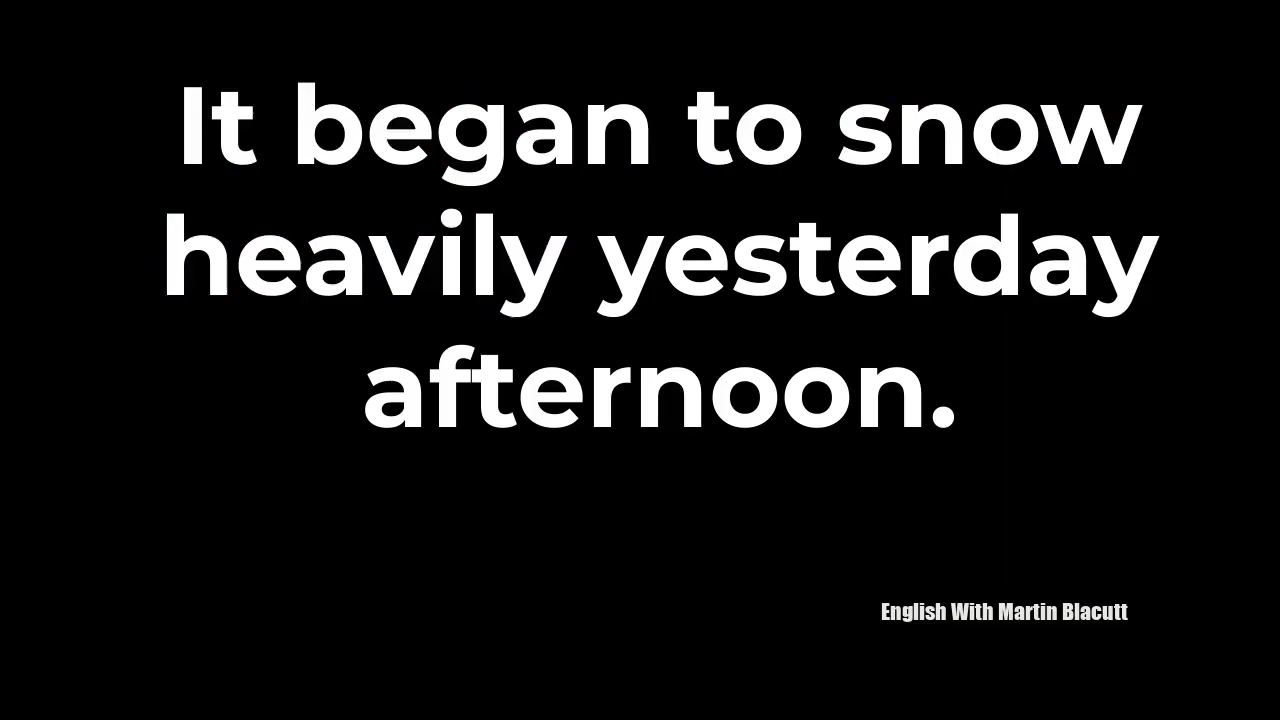 It began to snow
heavily yesterday
afternoon.
English With Martin Blacutt